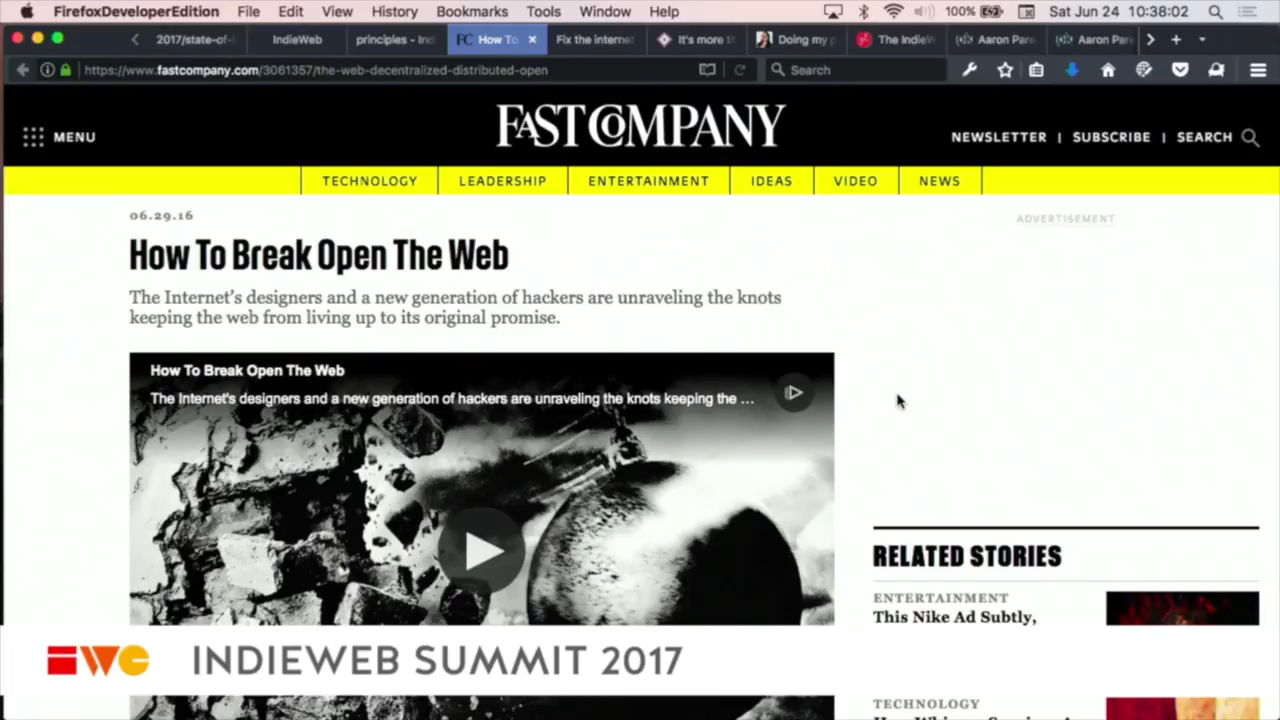 FirefoxDeveloperEdition File Edit View History Bookmarks Tools Window Help 100% Sat Jun 24 10:38:02
2017/state-of- IndieWeb principles - Ind FC How To Fix the internet It's more th Doing my p The IndieW Aaron Pare Aaron Pare
https://www.fastcompany.com/3061357/the-web-decentralized-distributed-open Search
MENU FAST COMPANY NEWSLETTER | SUBSCRIBE | SEARCH
TECHNOLOGY LEADERSHIP ENTERTAINMENT IDEAS VIDEO NEWS
06.29.16
ADVERTISEMENT
How To Break Open The Web
The Internet's designers and a new generation of hackers are unraveling the knots
keeping the web from living up to its original promise.
How To Break Open The Web
The Internet's designers and a new generation of hackers are unraveling the knots keeping the ...
RELATED STORIES
ENTERTAINMENT
This Nike Ad Subtly,
IWC INDIEWEB SUMMIT 2017
TECHNOLOGY